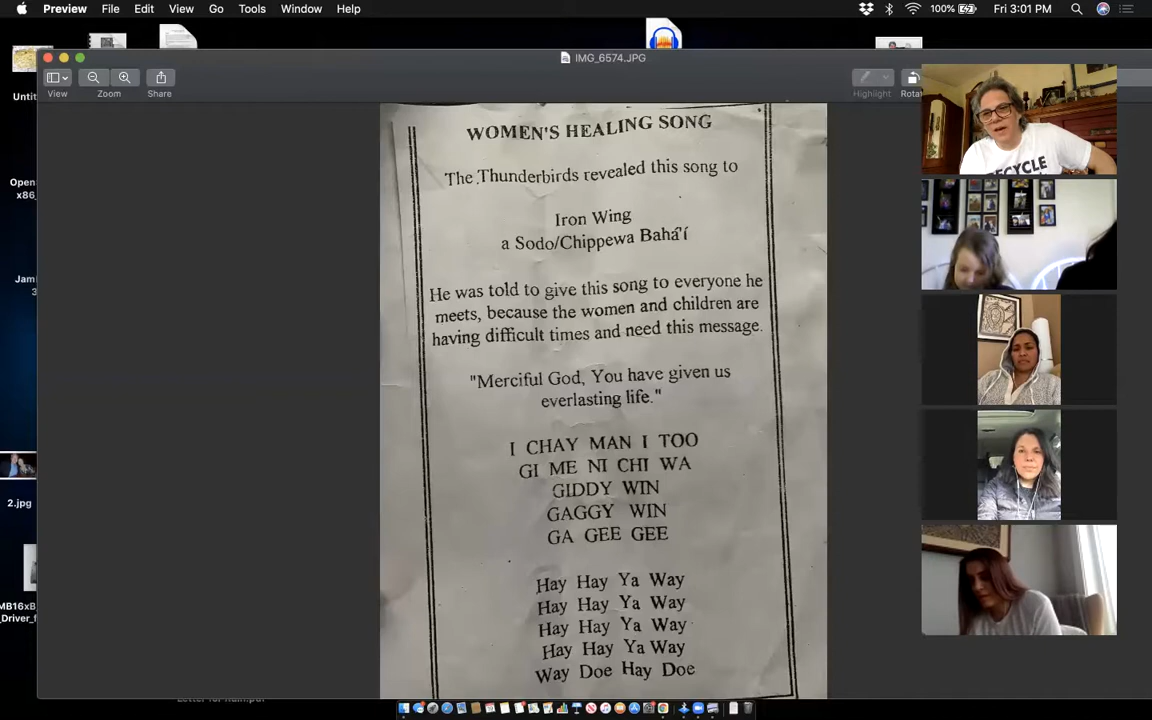 Preview File Edit View Go Tools Window Help
100% Fri 3:01 PM
IMG_6574.JPG
View Zoom Share Highlight
WOMEN'S HEALING SONG
The Thunderbirds revealed this song to
Iron Wing
a Sodo/Chippewa Bahá'í
He was told to give this song to everyone he
meets, because the women and children are
having difficult times and need this message.
"Merciful God, You have given us
everlasting life."
I CHAY MAN I TOO
GI ME NI CHI WA
GIDDY WIN
GAGGY WIN
GA GEE GEE
Hay Hay Ya Way
Hay Hay Ya Way
Hay Hay Ya Way
Hay Hay Ya Way
Way Doe Hay Doe
2.jpg